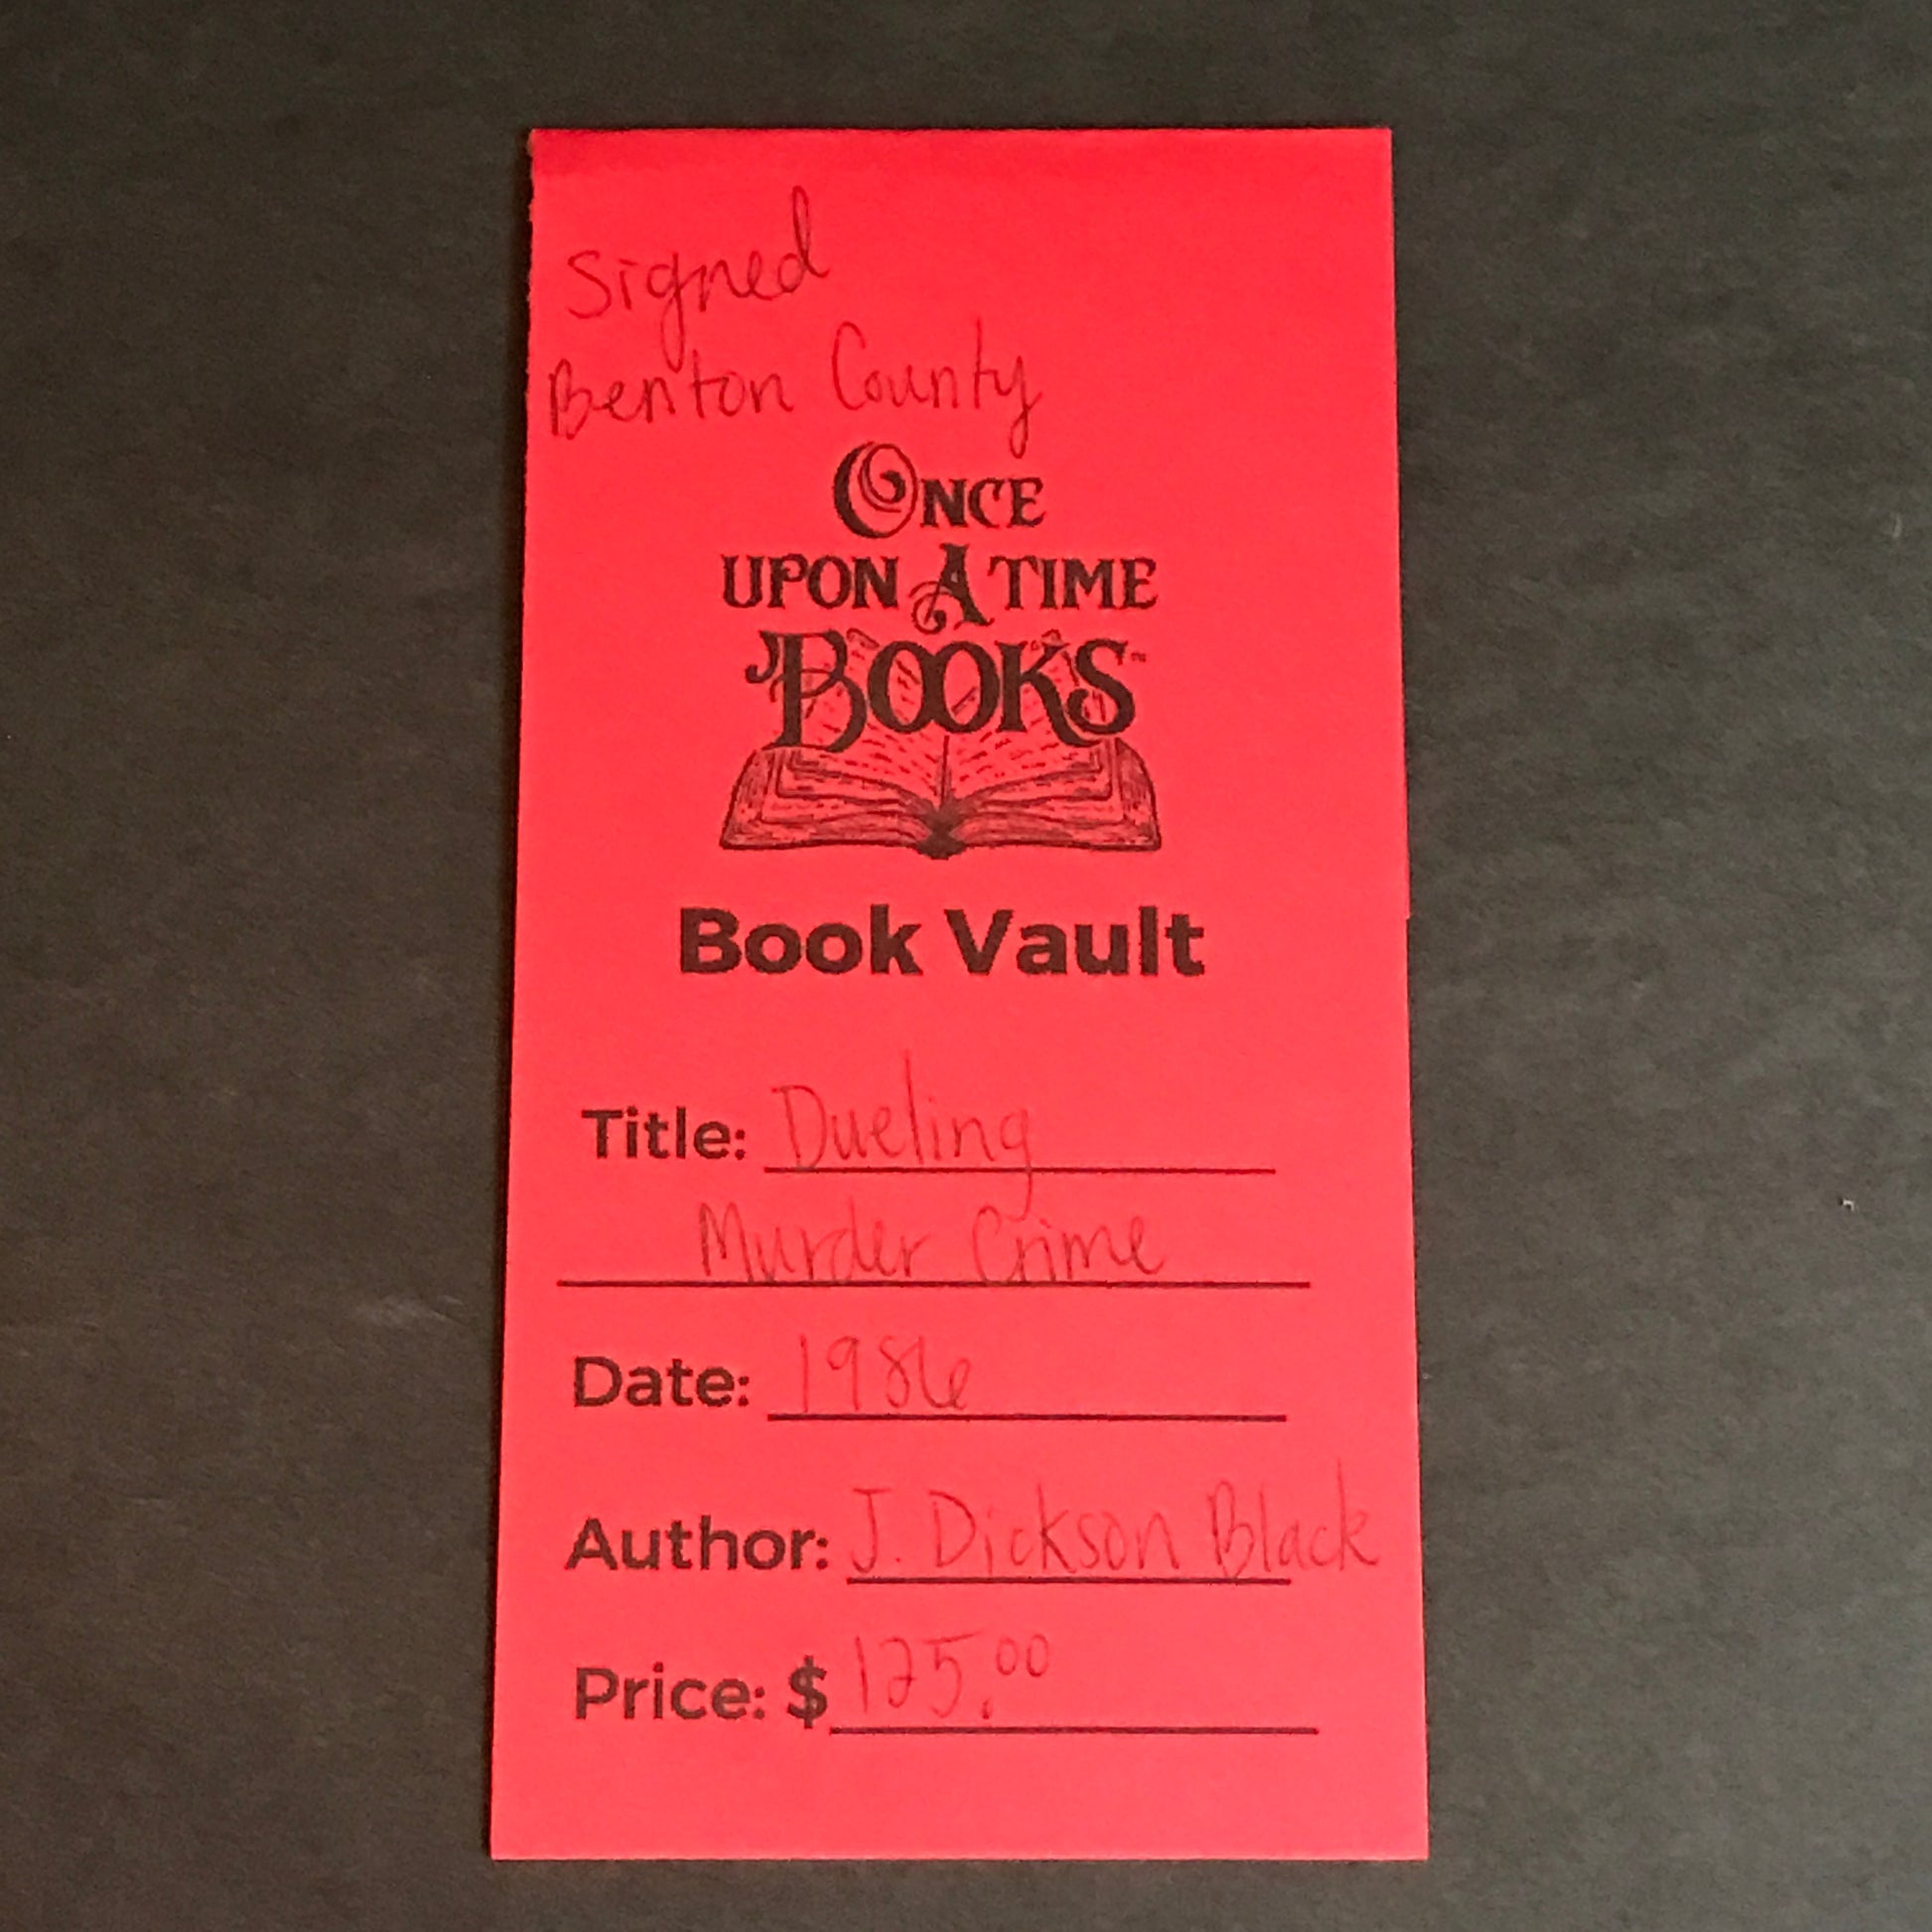 Signed
Benton County
ONCE
UPON A TIME
BOOKS™
Book Vault
Title: Dueling
Murder Crime
Date: 1986
Author: J. Dickson Black
Price: $125.00